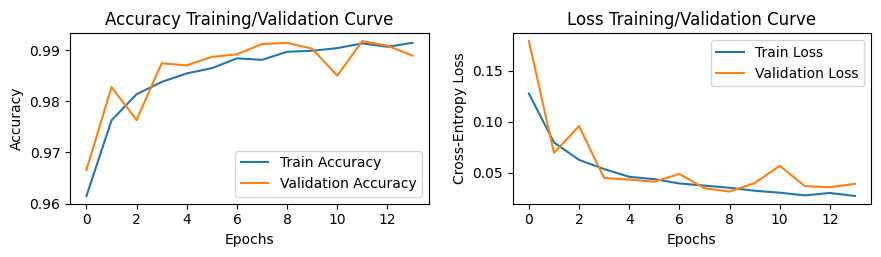 Accuracy Training/Validation Curve
0.99
0.98
0.97
0.96
Accuracy
Train Accuracy
Validation Accuracy
0 2 4 6 8 10 12
Epochs
Loss Training/Validation Curve
0.15
0.10
0.05
Cross-Entropy Loss
Train Loss
Validation Loss
0 2 4 6 8 10 12
Epochs